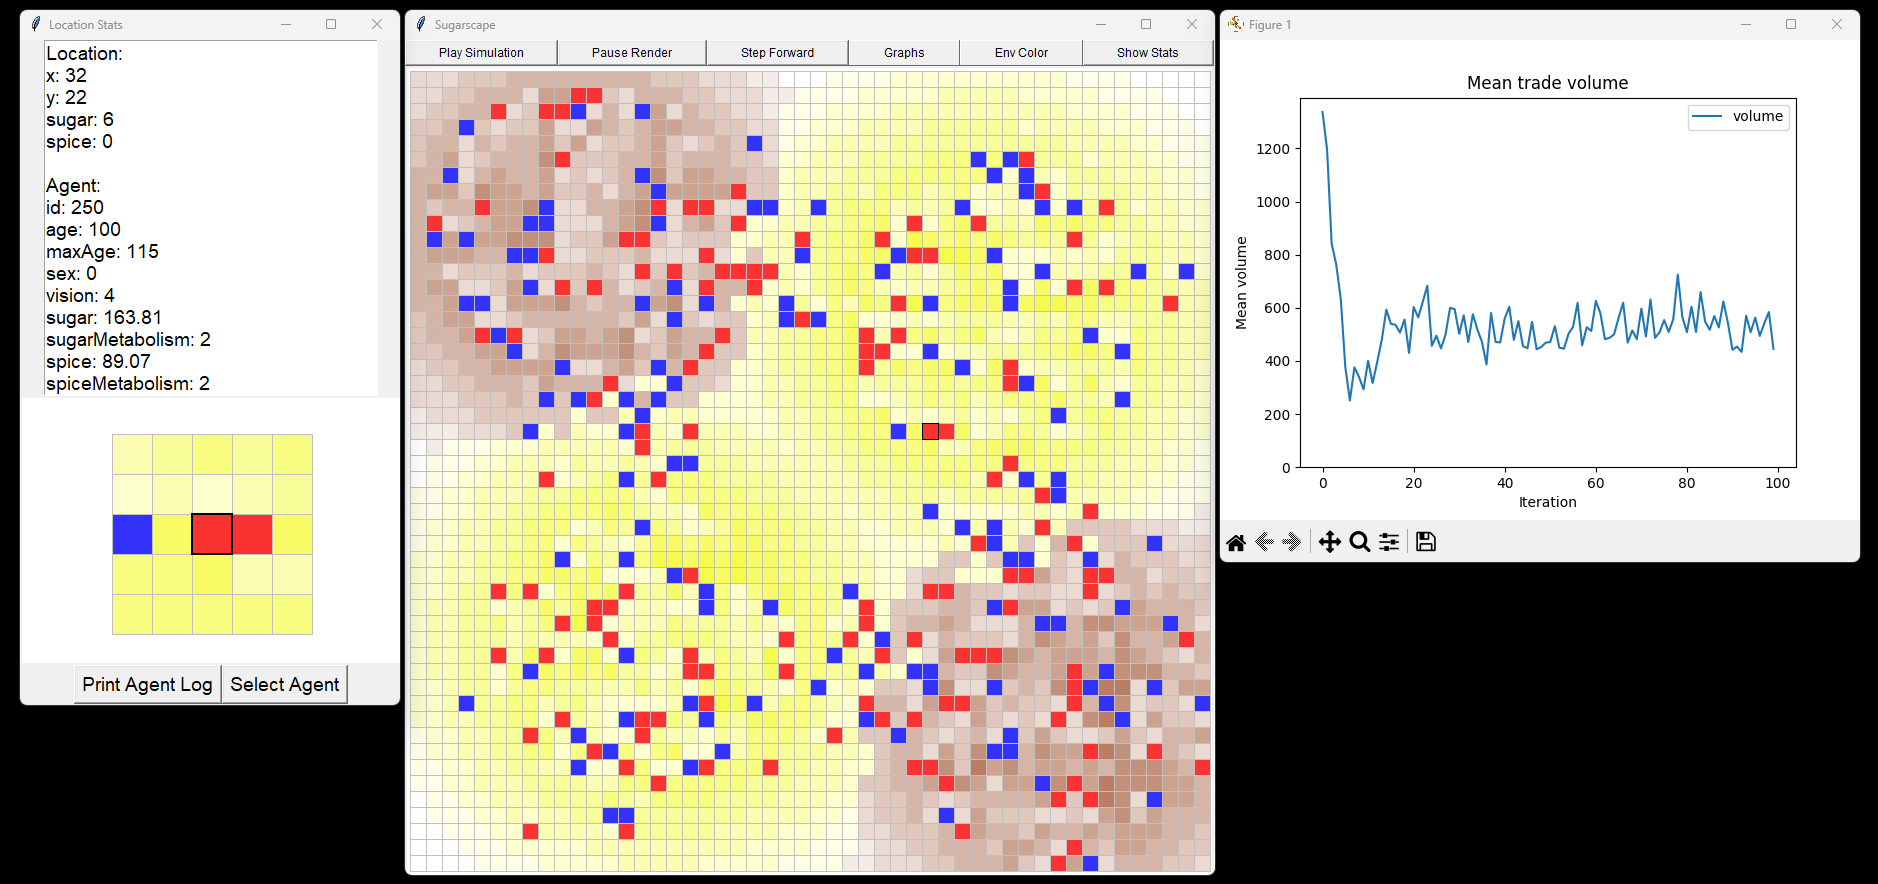 Location Stats
Location:
x: 32
y: 22
sugar: 6
spice: 0
Agent:
id: 250
age: 100
maxAge: 115
sex: 0
vision: 4
sugar: 163.81
sugarMetabolism: 2
spice: 89.07
spiceMetabolism: 2
Print Agent Log Select Agent
Sugarscape
Play Simulation Pause Render Step Forward Graphs Env Color Show Stats
Figure 1
Mean trade volume
volume
1200
1000
800
600
400
200
0
Mean volume
0 20 40 60 80 100
Iteration